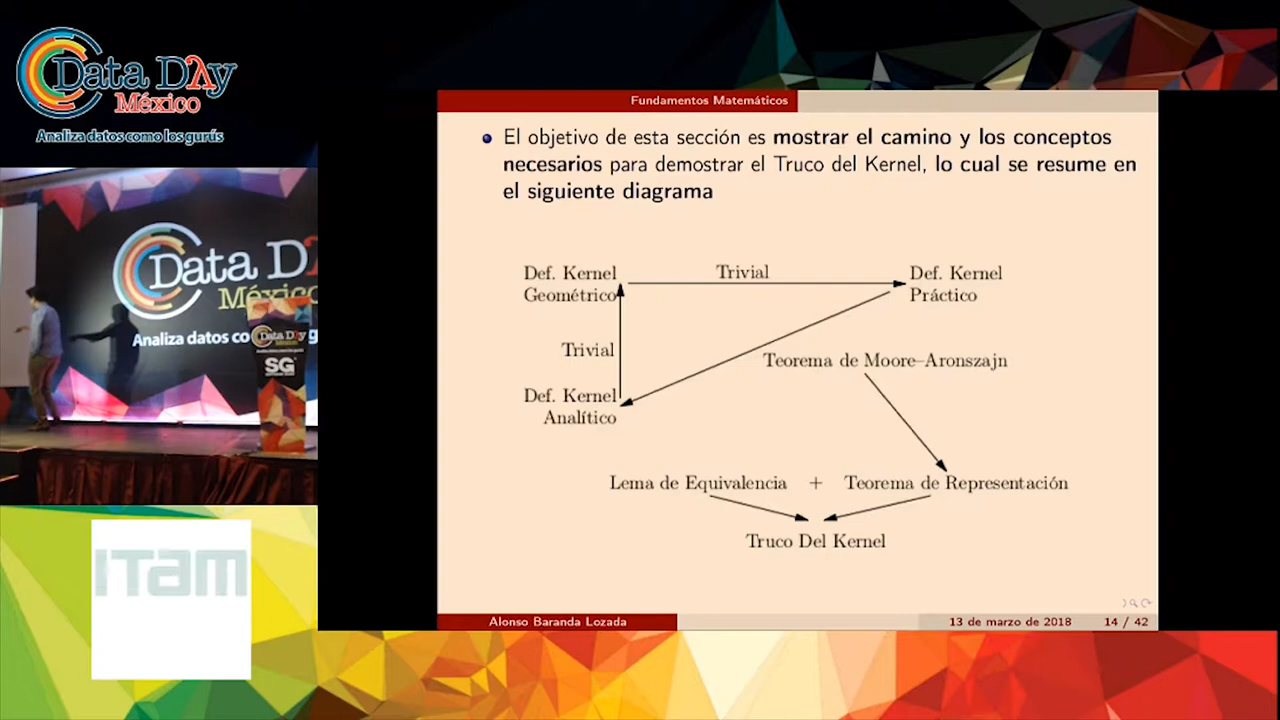 Data Day
México
Analiza datos como los gurús
Fundamentos Matemáticos
El objetivo de esta sección es mostrar el camino y los conceptos
necesarios para demostrar el Truco del Kernel, lo cual se resume en
el siguiente diagrama
Def. Kernel
Geométrico
Trivial
Def. Kernel
Práctico
Trivial
Teorema de Moore–Aronszajn
Def. Kernel
Analítico
Lema de Equivalencia + Teorema de Representación
Truco Del Kernel
Alonso Baranda Lozada
13 de marzo de 2018
14 / 42
Data D
México
Analiza datos co
g
Data Day
SG
ITAM